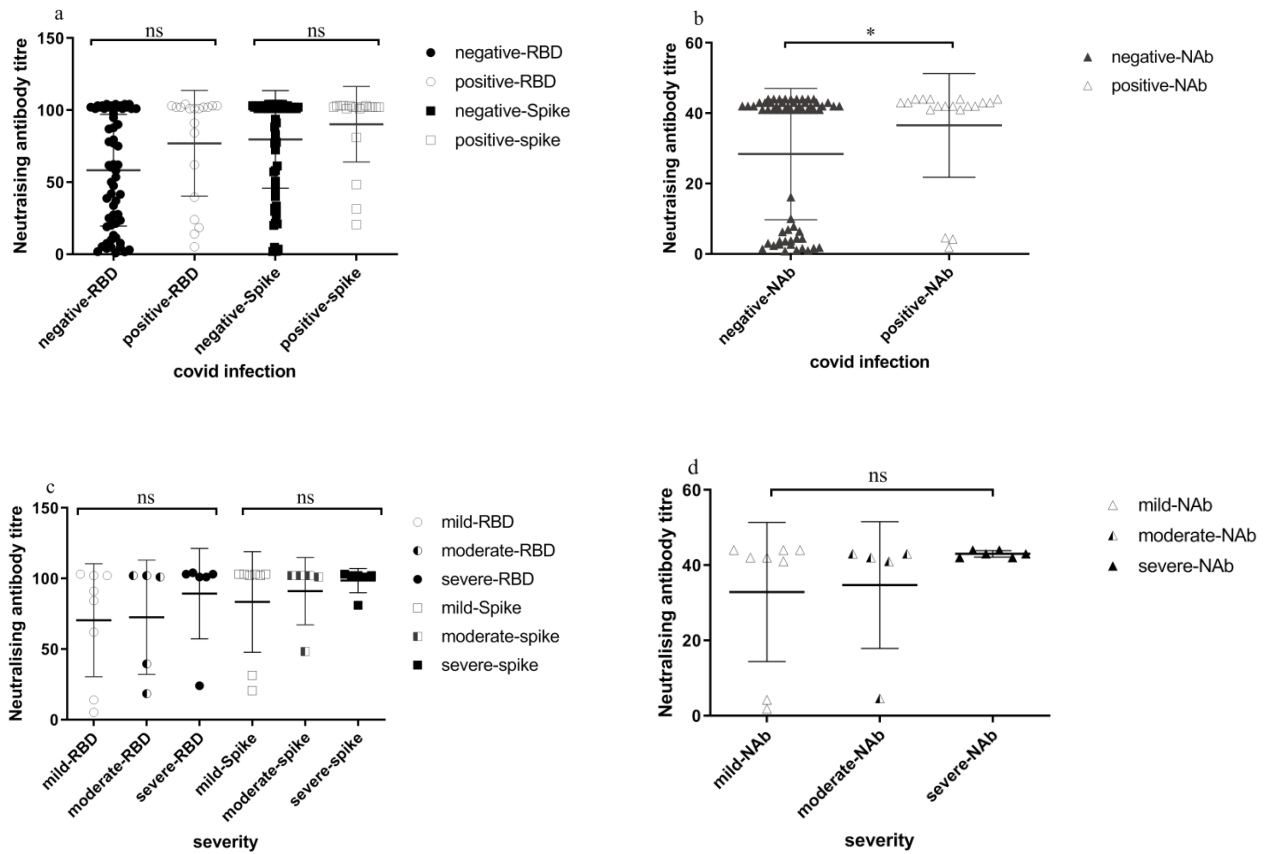 a
ns
ns
150
100
50
0
Neutraising antibody titre
negative-RBD
positive-RBD
negative-Spike
positive-spike
covid infection
negative-RBD
positive-RBD
negative-Spike
positive-spike
b
*
60
40
20
0
Neutraising antibody titre
negative-NAb
positive-NAb
covid infection
negative-NAb
positive-NAb
c
ns
ns
150
100
50
0
Neutralising antibody titre
mild-RBD
moderate-RBD
severe-RBD
mild-Spike
moderate-spike
severe-spike
severity
mild-RBD
moderate-RBD
severe-RBD
mild-Spike
moderate-spike
severe-spike
d
ns
60
40
20
0
Neutralising antibody titre
mild-NAb
moderate-NAb
severe-NAb
severity
mild-NAb
moderate-NAb
severe-NAb